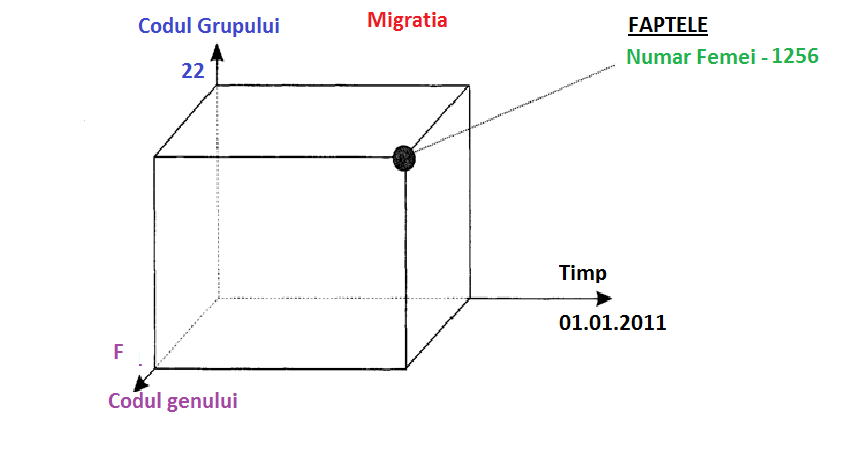 Codul Grupului
Migratia
FAPTELE
Numar Femei - 1256
22
Timp
01.01.2011
F
Codul genului